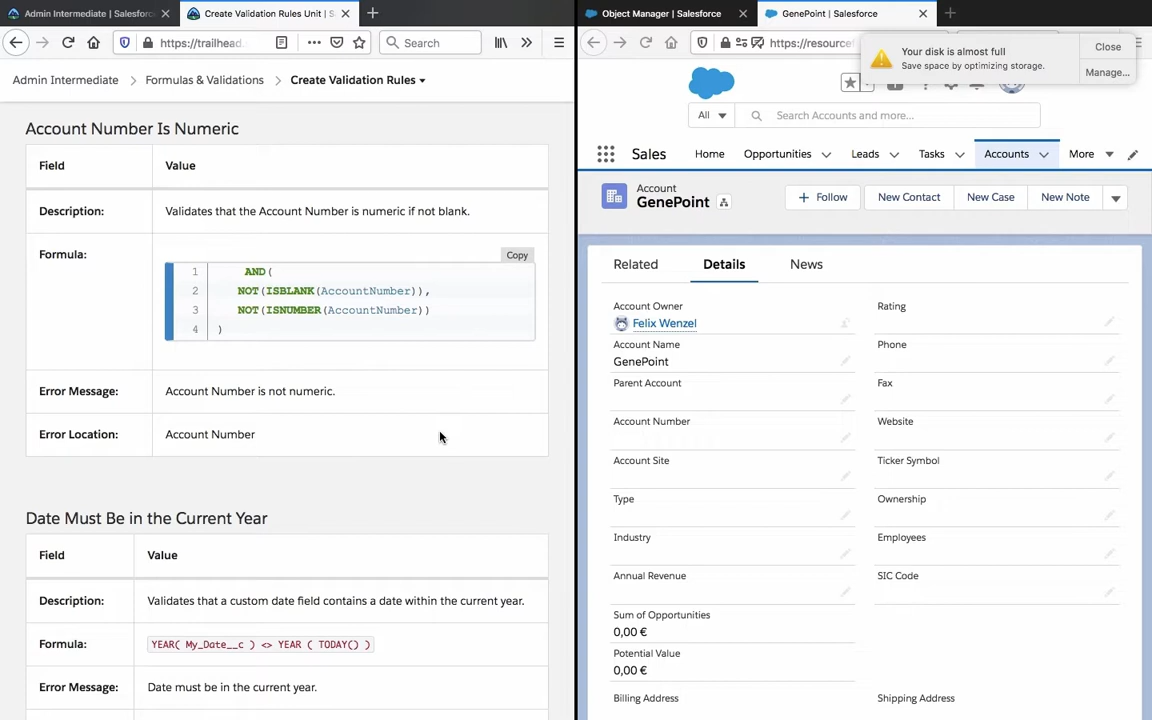 Admin Intermediate | Salesforc
Create Validation Rules Unit | S
https://trailhead.
Search
Admin Intermediate
Formulas & Validations
Create Validation Rules
Account Number Is Numeric
Field
Value
Description:
Validates that the Account Number is numeric if not blank.
Formula:
Copy
1 AND(
2 NOT(ISBLANK(AccountNumber)),
3 NOT(ISNUMBER(AccountNumber))
4 )
Error Message:
Account Number is not numeric.
Error Location:
Account Number
Date Must Be in the Current Year
Field
Value
Description:
Validates that a custom date field contains a date within the current year.
Formula:
YEAR( My_Date__c ) <> YEAR ( TODAY() )
Error Message:
Date must be in the current year.
Object Manager | Salesforce
GenePoint | Salesforce
https://resource
Your disk is almost full
Save space by optimizing storage.
Close
Manage...
All
Search Accounts and more...
Sales
Home
Opportunities
Leads
Tasks
Accounts
More
Account
GenePoint
+ Follow
New Contact
New Case
New Note
Related
Details
News
Account Owner
Felix Wenzel
Rating
Account Name
GenePoint
Phone
Parent Account
Fax
Account Number
Website
Account Site
Ticker Symbol
Type
Ownership
Industry
Employees
Annual Revenue
SIC Code
Sum of Opportunities
0,00 €
Potential Value
0,00 €
Billing Address
Shipping Address